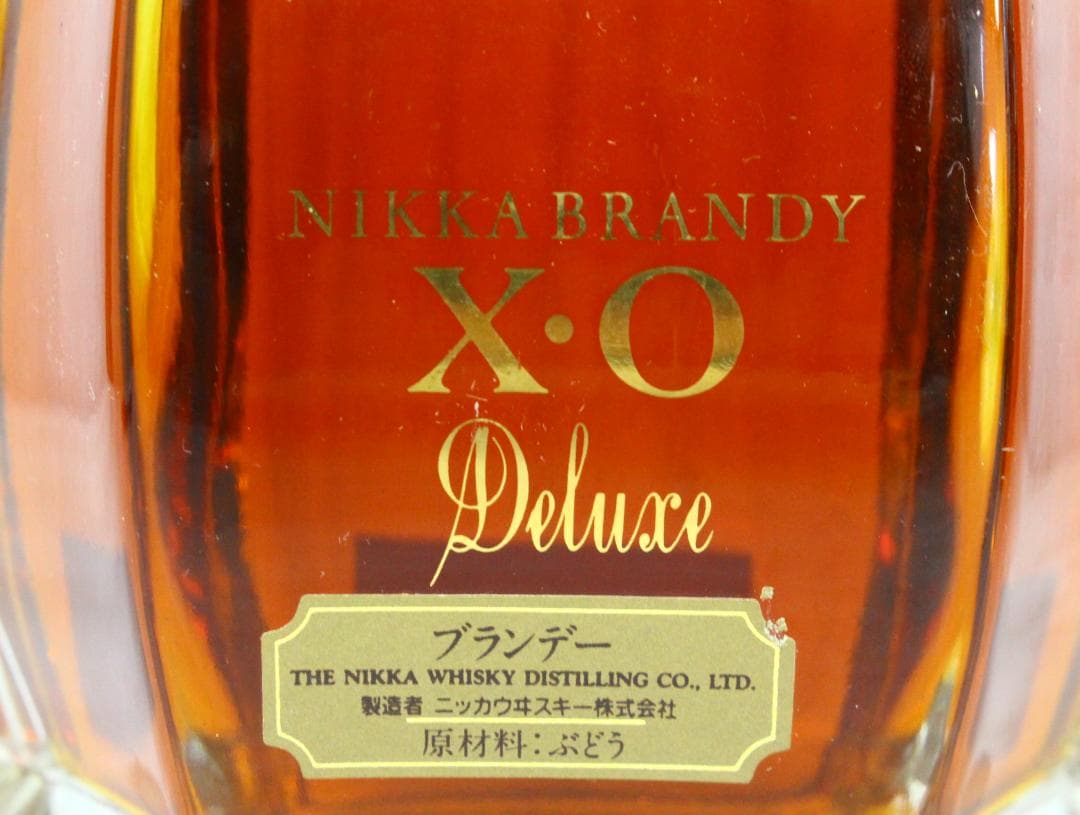 NIKKA BRANDY
X·O
Deluxe
ブランデー
THE NIKKA WHISKY DISTILLING CO., LTD.
製造者 ニッカウヰスキー株式会社
原材料：ぶどう